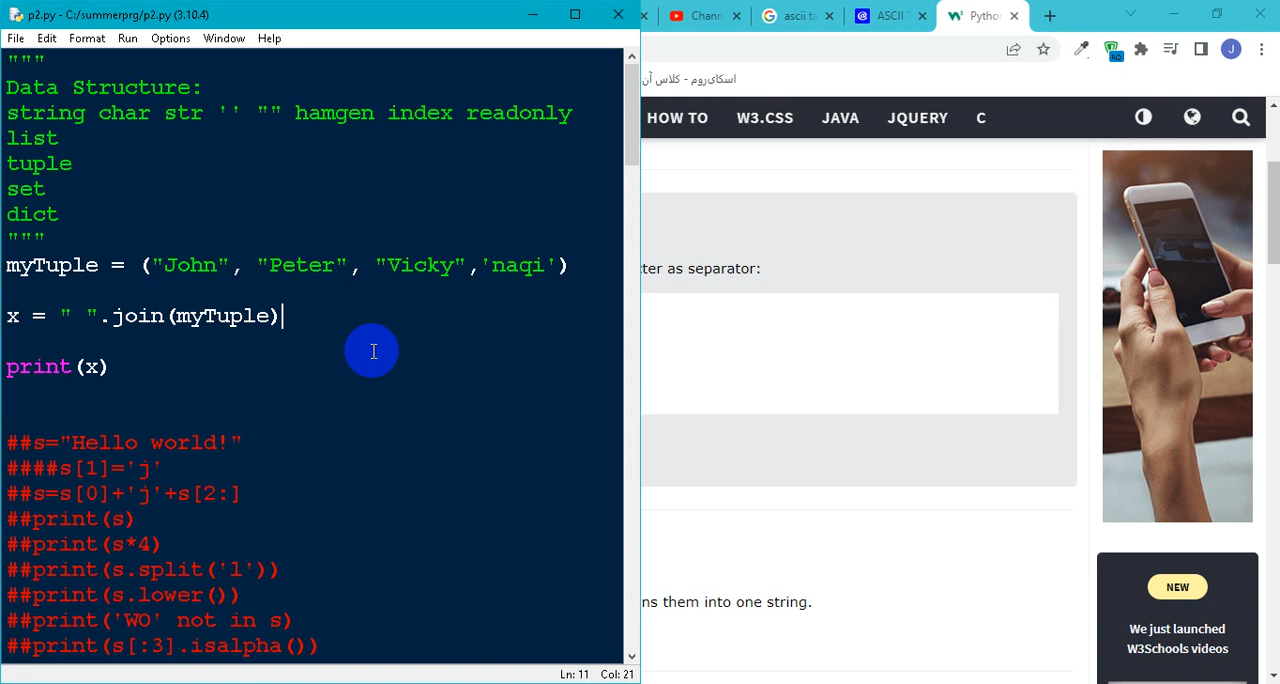 p2.py - C:/summerprg/p2.py (3.10.4)
File Edit Format Run Options Window Help
"""
Data Structure:
string char str '' "" hamgen index readonly
list
tuple
set
dict
"""
myTuple = ("John", "Peter", "Vicky",'naqi')
x = " ".join(myTuple)
print(x)
##s="Hello world!"
####s[1]='j'
##s=s[0]+'j'+s[2:]
##print(s)
##print(s*4)
##print(s.split('l'))
##print(s.lower())
##print('WO' not in s)
##print(s[:3].isalpha())
Ln: 11 Col: 21
Chann
ascii ta
ASCII T
Pytho
J
اسکای‌روم - کلاس آن
HOW TO W3.CSS JAVA JQUERY C
ter as separator:
ns them into one string.
NEW
We just launched
W3Schools videos